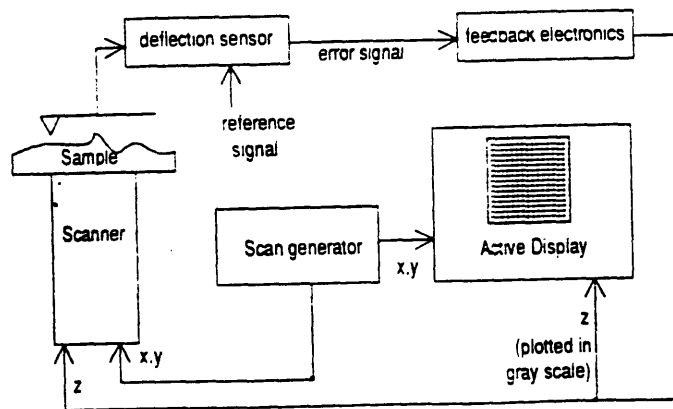 deflection sensor
error signal
feedback electronics
reference
signal
Sample
Scanner
Scan generator
x,y
Active Display
z
(plotted in
gray scale)
x,y
z